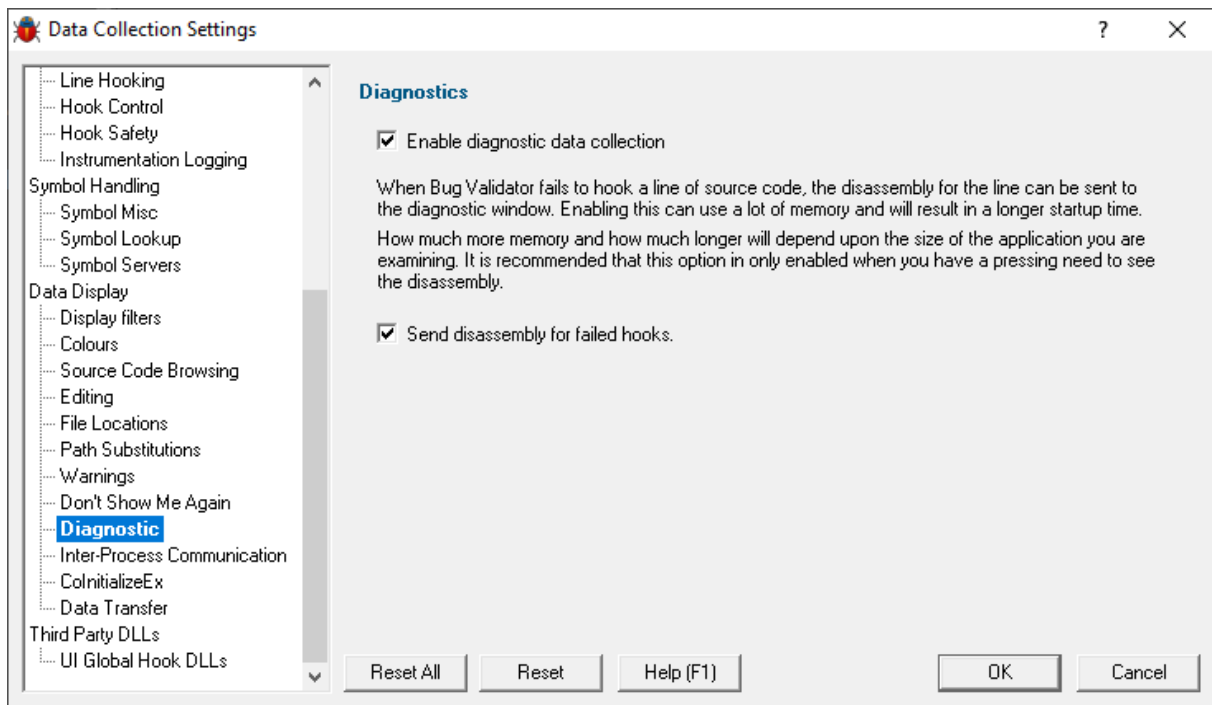 Data Collection Settings
?
Line Hooking
Hook Control
Hook Safety
Instrumentation Logging
Symbol Handling
Symbol Misc
Symbol Lookup
Symbol Servers
Data Display
Display filters
Colours
Source Code Browsing
Editing
File Locations
Path Substitutions
Warnings
Don't Show Me Again
Diagnostic
Inter-Process Communication
CoInitializeEx
Data Transfer
Third Party DLLs
UI Global Hook DLLs
Diagnostics
Enable diagnostic data collection
When Bug Validator fails to hook a line of source code, the disassembly for the line can be sent to
the diagnostic window. Enabling this can use a lot of memory and will result in a longer startup time.
How much more memory and how much longer will depend upon the size of the application you are
examining. It is recommended that this option in only enabled when you have a pressing need to see
the disassembly.
Send disassembly for failed hooks.
Reset All
Reset
Help (F1)
OK
Cancel